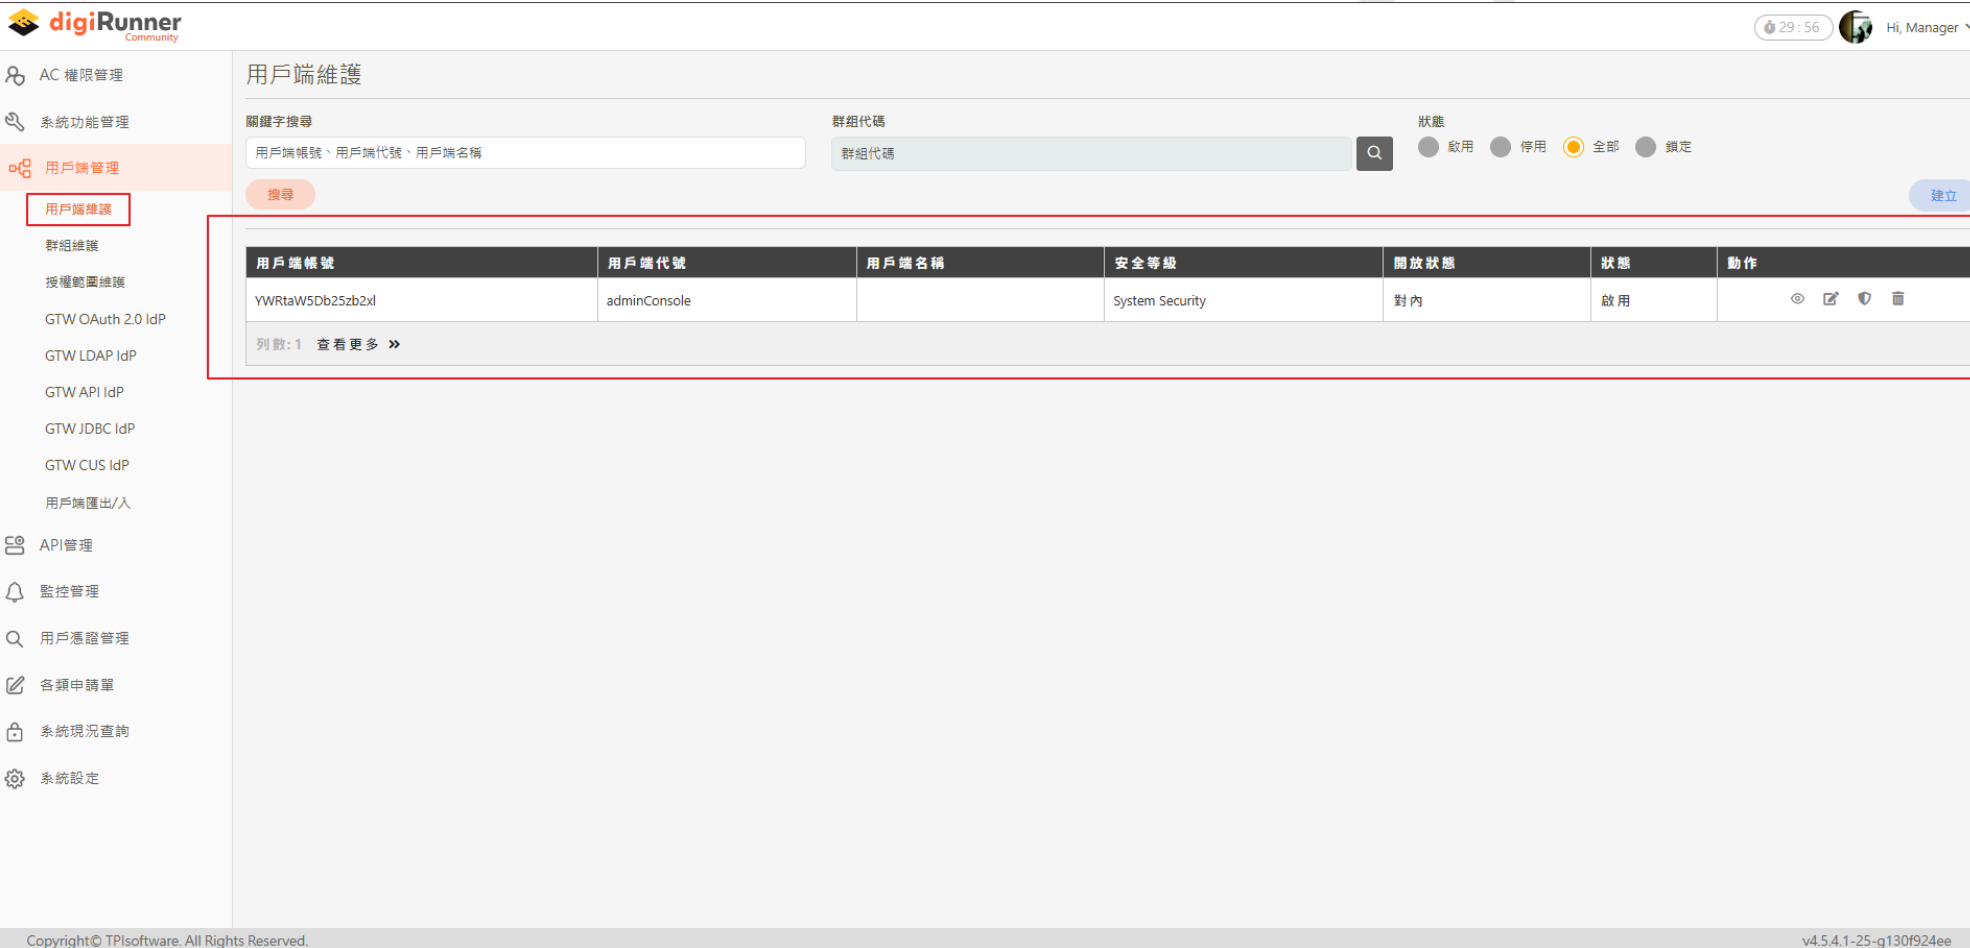 digiRunner
Community
29 : 56
Hi, Manager
AC 權限管理
系統功能管理
用戶端管理
用戶端維護
群組維護
授權範圍維護
GTW OAuth 2.0 IdP
GTW LDAP IdP
GTW API IdP
GTW JDBC IdP
GTW CUS IdP
用戶端匯出/入
API管理
監控管理
用戶憑證管理
各類申請單
系統現況查詢
系統設定
用戶端維護
關鍵字搜尋
群組代碼
狀態
用戶端帳號、用戶端代號、用戶端名稱
群組代碼
啟用 停用 全部 鎖定
搜尋
建立
用戶端帳號 用戶端代號 用戶端名稱 安全等級 開放狀態 狀態 動作
YWRtaW5Db25zb2xl adminConsole System Security 對內 啟用
列數: 1 查看更多 »
Copyright© TPIsoftware. All Rights Reserved.
v4.5.4.1-25-g130f924ee